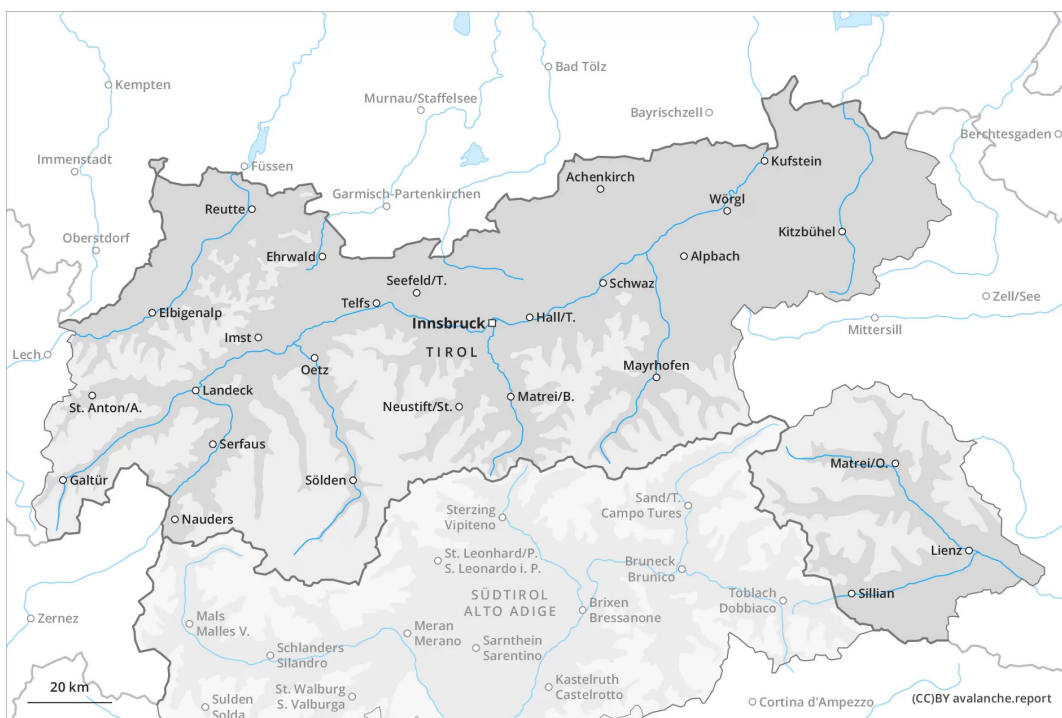 Kempten
Bad Tölz
Murnau/Staffelsee
Bayrischzell
Berchtesgaden
Immenstadt
Füssen
Kufstein
Achenkirch
Garmisch-Partenkirchen
Wörgl
Reutte
Oberstdorf
Kitzbühel
Ehrwald
Alpbach
Seefeld/T.
Schwaz
Zell/See
Telfs
Elbigenalp
Hall/T.
Innsbruck
Mittersill
Imst
Lech
TIROL
Oetz
Mayrhofen
Landeck
St. Anton/A.
Neustift/St.
Matrei/B.
Serfaus
Matrei/O.
Galtür
Sölden
Sand/T.
Campo Tures
Sterzing
Vipiteno
Nauders
St. Leonhard/P.
S. Leonardo i. P.
Lienz
Bruneck
Brunico
SÜDTIROL
ALTO ADIGE
Toblach
Dobbiaco
Sillian
Brixen
Bressanone
Zernez
Mals
Malles V.
Meran
Merano
Sarnthein
Sarentino
Schlanders
Silandro
Kastelruth
Castelrotto
20 km
St. Walburg
S. Valburga
Sulden
Solda
Cortina d'Ampezzo
(CC)BY avalanche.report